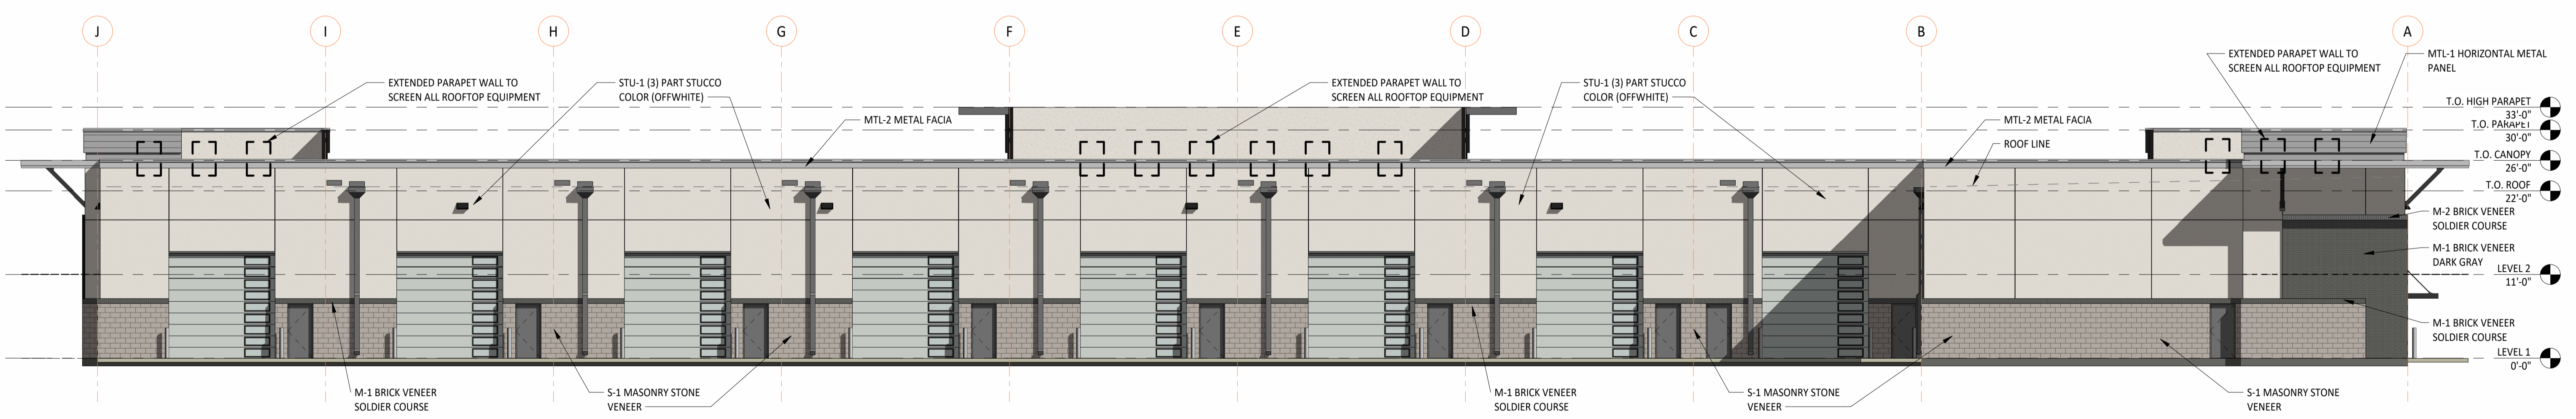 J
I
H
G
F
E
D
C
B
A
EXTENDED PARAPET WALL TO
SCREEN ALL ROOFTOP EQUIPMENT
STU-1 (3) PART STUCCO
COLOR (OFFWHITE)
MTL-2 METAL FACIA
EXTENDED PARAPET WALL TO
SCREEN ALL ROOFTOP EQUIPMENT
STU-1 (3) PART STUCCO
COLOR (OFFWHITE)
MTL-2 METAL FACIA
ROOF LINE
EXTENDED PARAPET WALL TO
SCREEN ALL ROOFTOP EQUIPMENT
MTL-1 HORIZONTAL METAL
PANEL
T.O. HIGH PARAPET
33'-0"
T.O. PARAPET
30'-0"
T.O. CANOPY
26'-0"
T.O. ROOF
22'-0"
M-2 BRICK VENEER
SOLDIER COURSE
M-1 BRICK VENEER
DARK GRAY
LEVEL 2
11'-0"
M-1 BRICK VENEER
SOLDIER COURSE
LEVEL 1
0'-0"
M-1 BRICK VENEER
SOLDIER COURSE
S-1 MASONRY STONE
VENEER
M-1 BRICK VENEER
SOLDIER COURSE
S-1 MASONRY STONE
VENEER
S-1 MASONRY STONE
VENEER